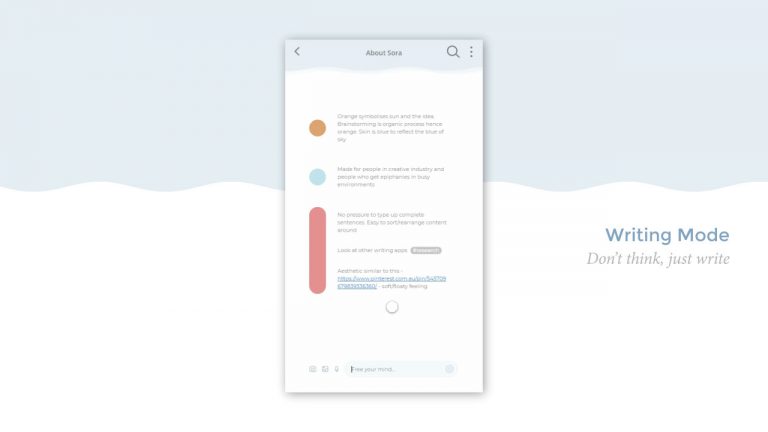 About Sora
Orange symbolises sun and the idea.
Brainstorming is organic process hence
orange. Skin is blue to reflect the blue of
sky
Made for people in creative industry and
people who get epiphanies in busy
environments
No pressure to type up complete
sentences. Easy to sort/rearrange content
around
Look at other writing apps #research
Aesthetic similar to this -
https://www.pinterest.com.au/pin/545709
679839336360/ - soft/floaty feeling
Free your mind...
Writing Mode
Don't think, just write